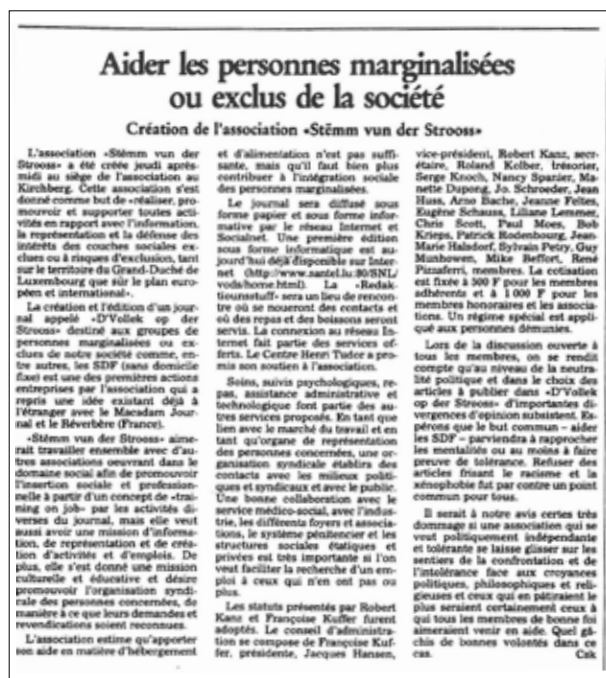 Aider les personnes marginalisées
ou exclus de la société
Création de l'association «Stëmm vun der Strooss»
L'association «Stëmm vun der
Strooss» a été créée jeudi après-
midi au siège de l'association au
Kirchberg. Cette association s'est
donné comme but de «réaliser, pro-
mouvoir et supporter toutes acti-
vités en rapport avec l'information,
la représentation et la défense des
intérêts des couches sociales ex-
clues ou à risques d'exclusion, tant
sur le territoire du Grand-Duché de
Luxembourg que sur le plan euro-
péen et international».
La création et l'édition d'un jour-
nal appelé «D'Vollek op der
Strooss» destiné aux groupes de
personnes marginalisées ou ex-
clues de notre société comme, en-
tre autres, les SDF (sans domicile
fixe) est une des premières actions
entreprises par l'association qui a
repris une idée existant déjà à
l'étranger avec le Macadam Jour-
nal et le Réverbère (France).
«Stëmm vun der Strooss» aime-
rait travailler ensemble avec d'au-
tres associations oeuvrant dans le
domaine social afin de promouvoir
l'insertion sociale et profession-
nelle à partir d'un concept de «trai-
ning on job» par les activités di-
verses du journal, mais elle veut
aussi avoir une mission d'informa-
tion, de représentation et de créa-
tion d'activités et d'emplois. De
plus, elle s'est donné une mission
culturelle et éducative et désire
promouvoir l'organisation syndi-
cale des personnes concernées, de
manière à ce que leurs demandes et
revendications soient reconnues.
L'association estime qu'apporter
son aide en matière d'hébergement
et d'alimentation n'est pas suffi-
sante, mais qu'il faut bien plus
contribuer à l'intégration sociale
des personnes marginalisées.
Le journal sera diffusé sous
forme papier et sous forme infor-
mative par le réseau Internet et
Socialnet. Une première édition
sous forme informatique est au-
jourd'hui déjà disponible sur Inter-
net (http://www.santel.lu.80/SNL/
vods/home.html). La «Redak-
tiounsstuff» sera un lieu de rencon-
tre où se noueront des contacts et
où des repas et des boissons seront
servis. La connexion au réseau In-
ternet fait partie des services of-
ferts. Le Centre Henri Tudor a pro-
mis son soutien à l'association.
Soins, suivis psychologiques, re-
pas, assistance administrative et
technologique font partie des au-
tres services proposés. En tant que
lien avec le marché du travail et en
tant qu'organe de représentation
des personnes concernées, une or-
ganisation syndicale établira des
contacts avec les milieux politi-
ques et syndicaux et avec le public.
Une bonne collaboration avec le
service médico-social, avec l'indus-
trie, les différents foyers et associa-
tions, le système pénitencier et les
structures sociales étatiques et
privées est très importante si l'on
veut faciliter la recherche d'un em-
ploi à ceux qui n'en ont pas ou
plus.
Les statuts présentés par Robert
Kanz et Françoise Kuffer furent
adoptés. Le conseil d'administra-
tion se compose de Françoise Kuf-
fer, présidente, Jacques Hansen,
vice-président, Robert Kanz, secr-
étaire, Roland Kolber, trésorier,
Serge Knoch, Nancy Spanier, Ma-
nette Dupong, Jo. Schroeder, Jean
Huss, Arno Bache, Jeanne Feltes,
Eugène Schauss, Liliane Lemmer,
Chris Scott, Paul Moes, Bob
Krieps, Patrick Rodenbourg, Jean-
Marie Halsdorf, Sylvain Petry, Guy
Munhowen, Mike Beffort, René
Pizzaferri, membres. La cotisation
est fixée à 500 F pour les membres
adhérents et à 1 000 F pour les
membres honoraires et les associa-
tions. Un régime spécial est appli-
qué aux personnes démunies.
Lors de la discussion ouverte à
tous les membres, on se rendit
compte qu'au niveau de la neutra-
lité politique et dans le choix des
articles à publier dans «D'Vollek
op der Strooss» d'importantes di-
vergences d'opinion subsistent. Es-
pérons que le but commun – aider
les SDF – parviendra à rapprocher
les mentalités ou au moins à faire
preuve de tolérance. Refuser des
articles frisant le racisme et la
xénophobie fut par contre un point
commun pour tous.
Il serait à notre avis certes très
dommage si une association qui se
veut politiquement indépendante
et tolérante se laisse glisser sur les
sentiers de la confrontation et de
l'intolérance face aux croyances
politiques, philosophiques et reli-
gieuses et ceux qui en pâtiraient le
plus seraient certainement ceux à
qui tous les membres de bonne foi
aimeraient venir en aide. Quel gâ-
chis de bonnes volontés dans ce
cas. Csk